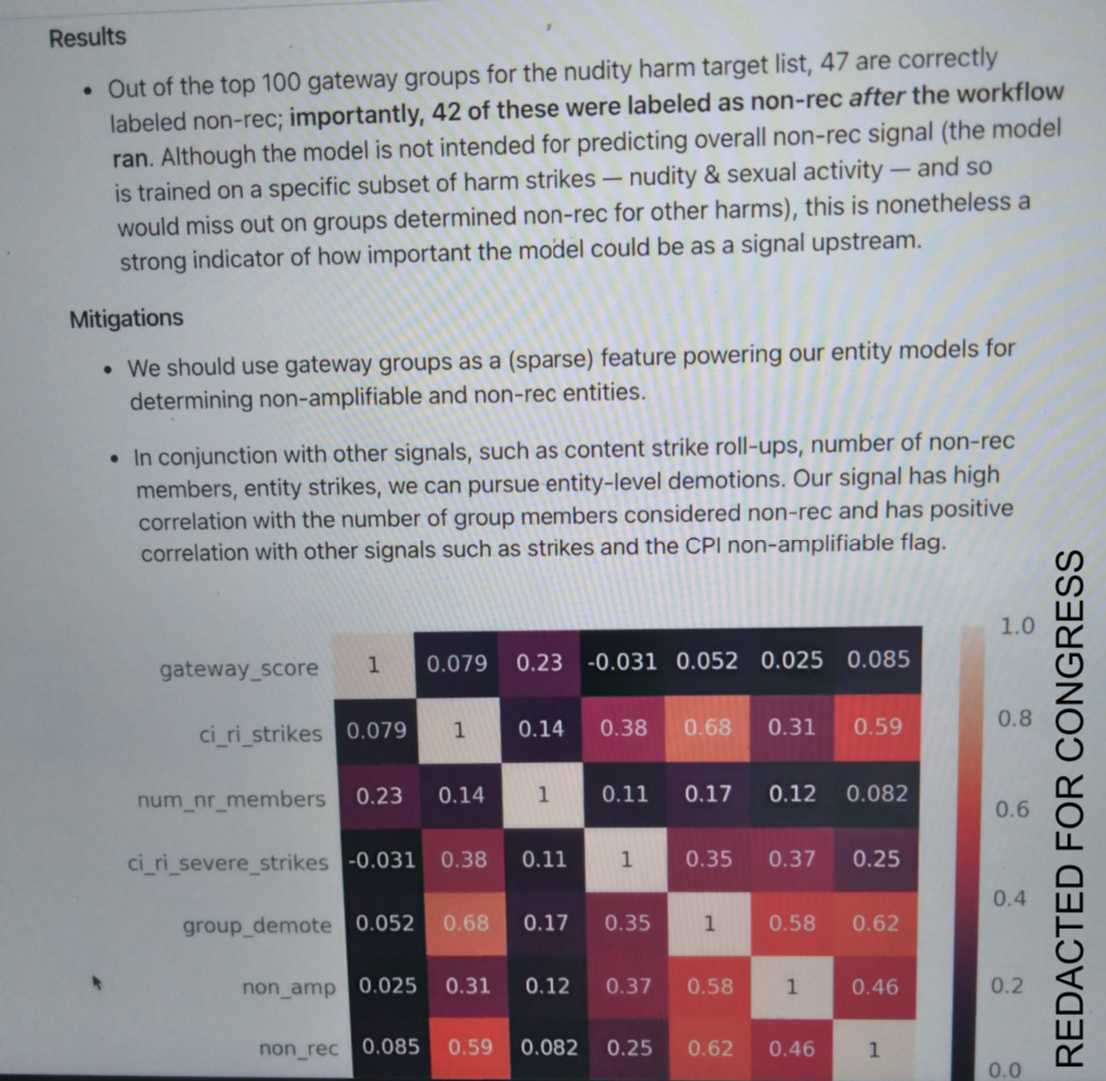 Results
• Out of the top 100 gateway groups for the nudity harm target list, 47 are correctly
labeled non-rec; importantly, 42 of these were labeled as non-rec after the workflow
ran. Although the model is not intended for predicting overall non-rec signal (the model
is trained on a specific subset of harm strikes — nudity & sexual activity — and so
would miss out on groups determined non-rec for other harms), this is nonetheless a
strong indicator of how important the model could be as a signal upstream.
Mitigations
• We should use gateway groups as a (sparse) feature powering our entity models for
determining non-amplifiable and non-rec entities.
• In conjunction with other signals, such as content strike roll-ups, number of non-rec
members, entity strikes, we can pursue entity-level demotions. Our signal has high
correlation with the number of group members considered non-rec and has positive
correlation with other signals such as strikes and the CPI non-amplifiable flag.
gateway_score 1 0.079 0.23 -0.031 0.052 0.025 0.085
ci_ri_strikes 0.079 1 0.14 0.38 0.68 0.31 0.59
num_nr_members 0.23 0.14 1 0.11 0.17 0.12 0.082
ci_ri_severe_strikes -0.031 0.38 0.11 1 0.35 0.37 0.25
group_demote 0.052 0.68 0.17 0.35 1 0.58 0.62
non_amp 0.025 0.31 0.12 0.37 0.58 1 0.46
non_rec 0.085 0.59 0.082 0.25 0.62 0.46 1
1.0
0.8
0.6
0.4
0.2
0.0
REDACTED FOR CONGRESS